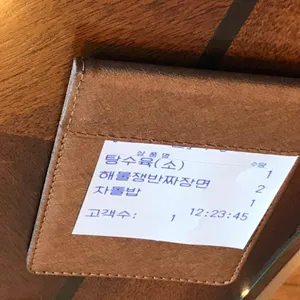 상품명 수량
탕수육(소) 1
해물쟁반짜장면 2
차돌밥 1
고객수: 1 12:23:45